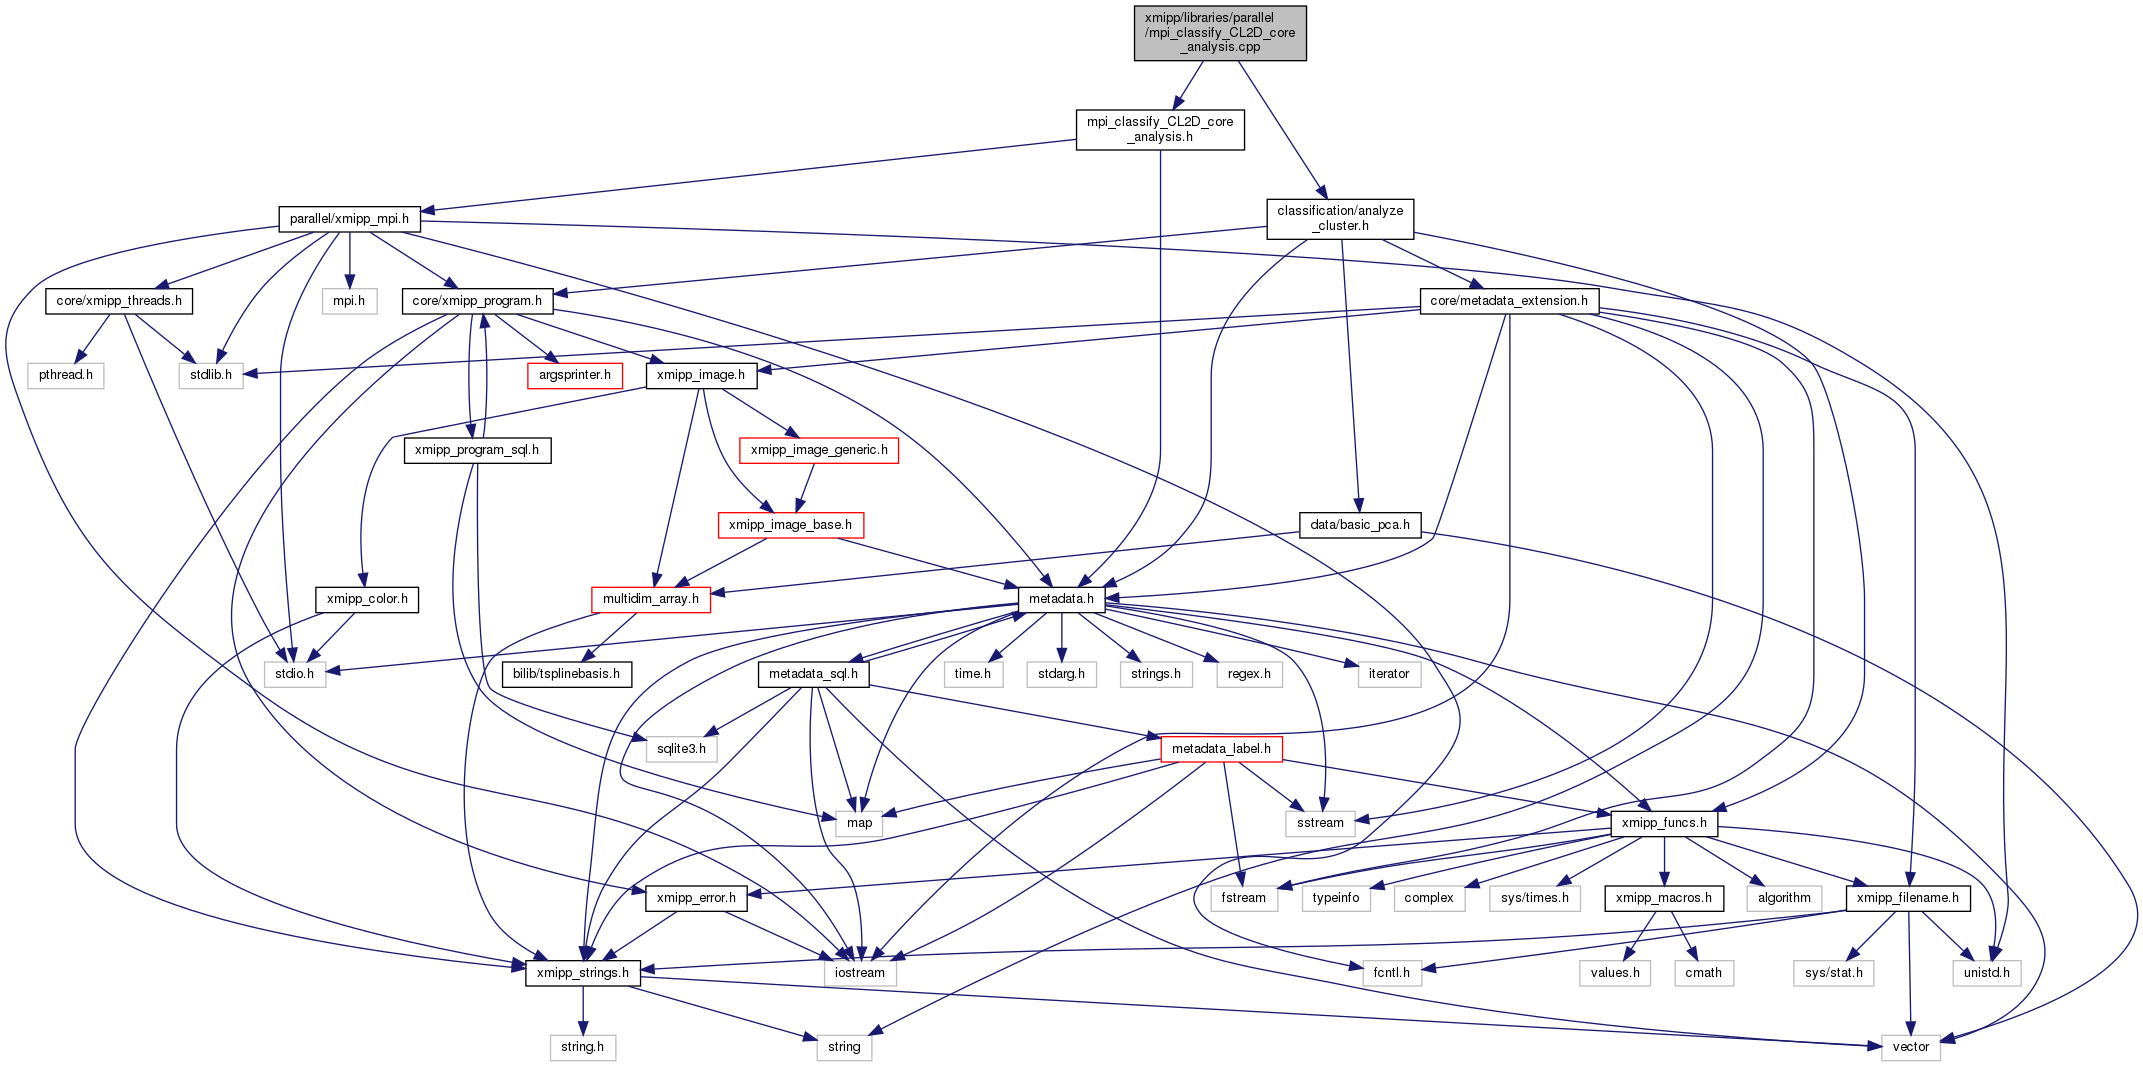 xmipp/libraries/parallel
/mpi_classify_CL2D_core
_analysis.cpp
mpi_classify_CL2D_core
_analysis.h
parallel/xmipp_mpi.h
classification/analyze
_cluster.h
core/xmipp_threads.h
mpi.h
core/xmipp_program.h
core/metadata_extension.h
pthread.h
stdlib.h
argsprinter.h
xmipp_image.h
xmipp_program_sql.h
xmipp_image_generic.h
xmipp_image_base.h
data/basic_pca.h
xmipp_color.h
multidim_array.h
metadata.h
stdio.h
bilib/tsplinebasis.h
metadata_sql.h
time.h
stdarg.h
strings.h
regex.h
iterator
sqlite3.h
metadata_label.h
map
sstream
xmipp_funcs.h
xmipp_error.h
fstream
typeinfo
complex
sys/times.h
xmipp_macros.h
algorithm
xmipp_filename.h
xmipp_strings.h
iostream
fcntl.h
values.h
cmath
sys/stat.h
unistd.h
string.h
string
vector